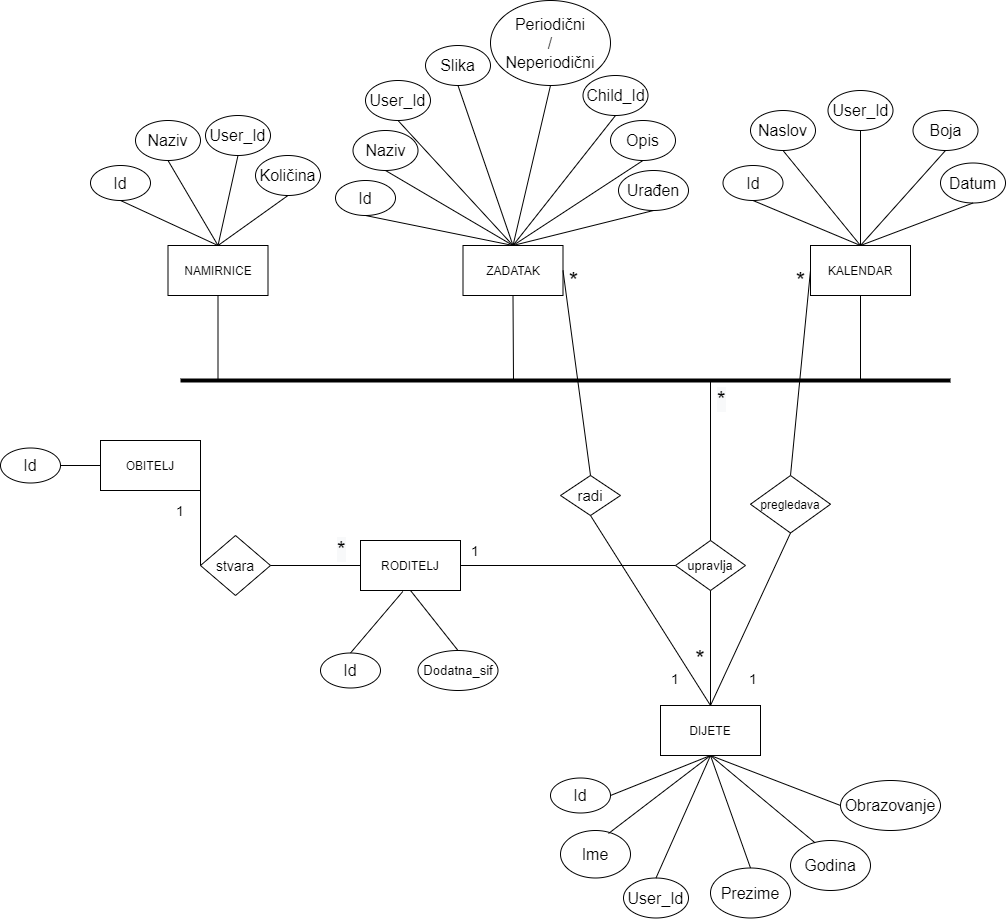 Periodični
/
Neperiodični
Slika
User_Id
Child_Id
Naziv
User_Id
Količina
Id
Naziv
Id
Opis
Urađen
Naslov
User_Id
Boja
Id
Datum
NAMIRNICE
ZADATAK
*
*
KALENDAR
*
Id
OBITELJ
1
radi
pregledava
stvara
*
RODITELJ
1
upravlja
Id
Dodatna_sif
*
1
1
DIJETE
Id
Obrazovanje
Ime
Godina
User_Id
Prezime